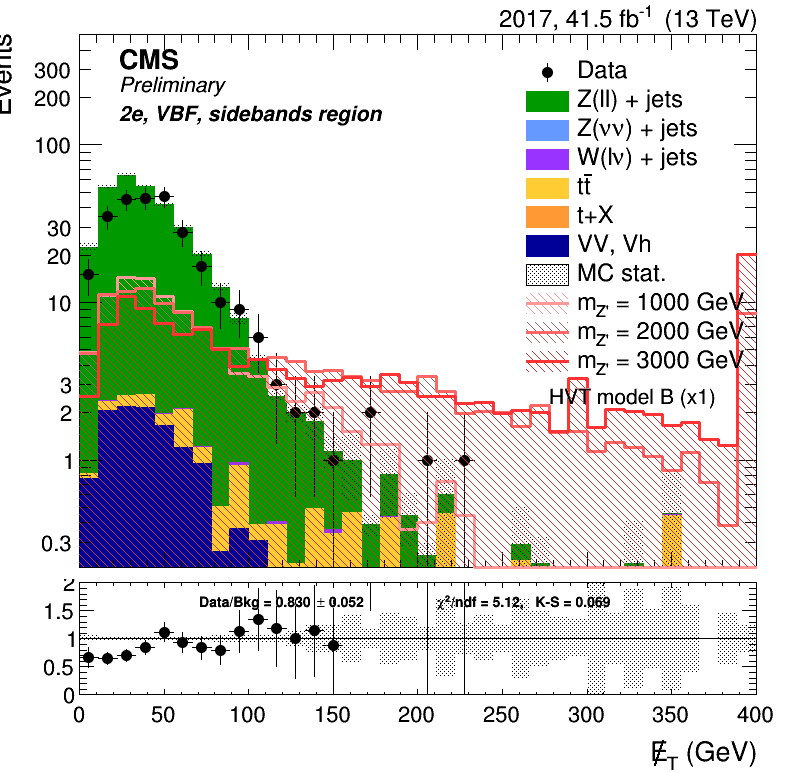 2017, 41.5 fb⁻¹ (13 TeV)
Events
CMS
Preliminary
2e, VBF, sidebands region
Data
Z(ll) + jets
Z(νν) + jets
W(lν) + jets
tt̄
t+X
VV, Vh
MC stat.
m_Z' = 1000 GeV
m_Z' = 2000 GeV
m_Z' = 3000 GeV
HVT model B (x1)
300
200
100
30
20
10
3
2
1
0.3
Data/Bkg = 0.830 ± 0.052
χ²/ndf = 5.12, K-S = 0.069
2
1.5
1
0.5
0
0 50 100 150 200 250 300 350 400
E̸_T (GeV)